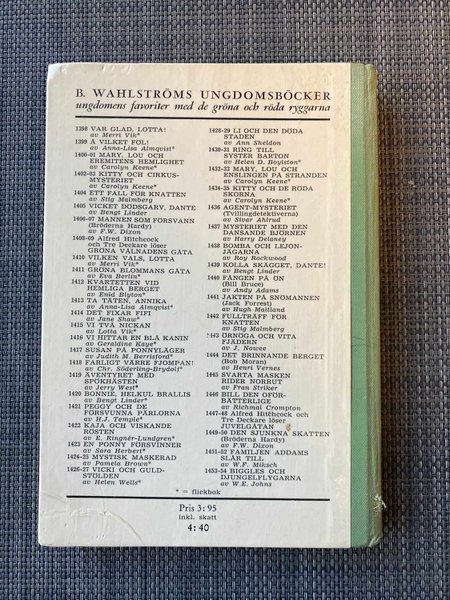 B. WAHLSTRÖMS UNGDOMSBÖCKER
ungdomens favoriter med de gröna och röda ryggarna
1398 VAR GLAD, LOTTA!
av Merri Vik*
1399 Å VILKET FÖL!
av Anna-Lisa Almqvist*
1400-01 MARY, LOU OCH
EREMITENS HEMLIGHET
av Carolyn Keene*
1402-03 KITTY OCH CIRKUS-
MYSTERIET
av Carolyn Keene*
1404 ETT FALL FÖR KNATTEN
av Stig Malmberg
1405 VICKET DÖDSGARV, DANTE
av Bengt Linder
1406-07 MANNEN SOM FÖRSVANN
(Bröderna Hardy)
av F.W. Dixon
1408-09 Alfred Hitchcock
och Tre Deckare löser
GRÖNA VÅLNADENS GÅTA
1410 VILKEN VALS, LOTTA
av Merri Vik*
1411 GRÖNA BLOMMANS GÅTA
av Eva Berlin*
1412 KVARTETTEN VID
HEMLIGA BERGET
av Enid Blyton*
1413 TA TÄTEN, ANNIKA
av Anna-Lisa Almqvist*
1414 DET FIXAR FIFI
av Jane Shaw*
1415 VI TVÅ NICKAN
av Lotta Vik*
1416 VI HITTAR EN BLÅ KANIN
av Geraldine Kaye*
1417 SUSAN PÅ PONNYLÄGER
av Judith M. Berrisford*
1418 FARLIGT VÄRRE FJOMPAN!
av Chr. Söderling-Brydolf*
1419 ÄVENTYRET MED
SPÖKHÄSTEN
av Jerry West*
1420 BONNIE, HELKUL BRALLIS
av Bengt Linder*
1421 PEGGY OCH DE
FÖRSVUNNA PÄRLORNA
av H.J. Temple*
1422 KAJA OCH VISKANDE
RÖSTEN
av E. Ringnér-Lundgren*
1423 EN PONNY FÖRSVINNER
av Sara Herbert*
1424-25 MYSTISK MASKERAD
av Pamela Brown*
1426-27 VICKI OCH GULD-
STÖLDEN
av Helen Wells*
1428-29 LI OCH DEN DÖDA
STADEN
av Ann Sheldon
1430-31 RING TILL
SYSTER BARTON
av Helen D. Boylston*
1432-33 MARY, LOU OCH
ENSLINGEN PÅ STRANDEN
av Carolyn Keene*
1434-35 KITTY OCH DE RÖDA
SKORNA
av Carolyn Keene*
1436 AGENT-MYSTERIET
(Tvillingdetektiverna)
av Sivar Ahlrud
1437 MYSTERIET MED DEN
DANSANDE BJÖRNEN
av Harry Delaney
1438 BOMBA OCH LEJON-
JÄGARNA
av Roy Rockwood
1439 KOLLA SKÄGGET, DANTE!
av Bengt Linder
1440 FÅNGEN PÅ ÖN
(Bill Bruce)
av Andy Adams
1441 JAKTEN PÅ SNÖMANNEN
(Jack Forrest)
av Hugh Maitland
1442 FULLTRÄFF FÖR
KNATTEN
av Stig Malmberg
1443 ÖRNÖGA OCH VITA
FJÄDERN
av J. Nowee
1444 DET BRINNANDE BERGET
(Bob Moran)
av Henri Vernes
1445 SVARTA MASKEN
RIDER NORRUT
av Fran Striker
1446 BILL DEN OFÖR-
BÄTTERLIGE
av Richmal Crompton
1447-48 Alfred Hitchcock och
Tre Deckare löser
JUVELGÅTAN
1449-50 DEN SJUNKNA SKATTEN
(Bröderna Hardy)
av F.W. Dixon
1451-52 FAMILJEN ADDAMS
SLÅR TILL
av W.F. Miksch
1453-54 BIGGLES OCH
DJUNGELFLYGARNA
av W.E. Johns
* = flickbok
Pris 3:95
inkl. skatt
4:40